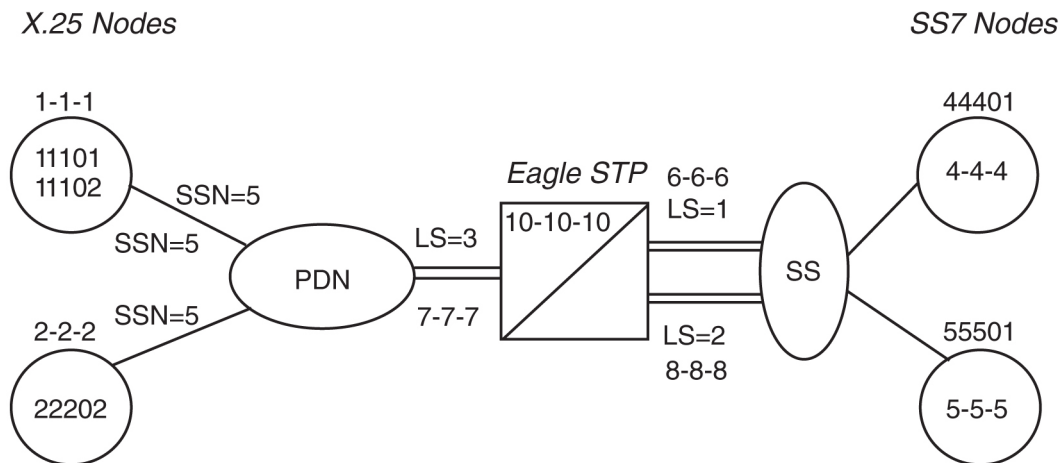 X.25 Nodes
SS7 Nodes
1-1-1
44401
11101
11102
SSN=5
SSN=5
Eagle STP
6-6-6
LS=1
4-4-4
10-10-10
LS=3
PDN
SS
7-7-7
SSN=5
2-2-2
LS=2
8-8-8
55501
22202
5-5-5